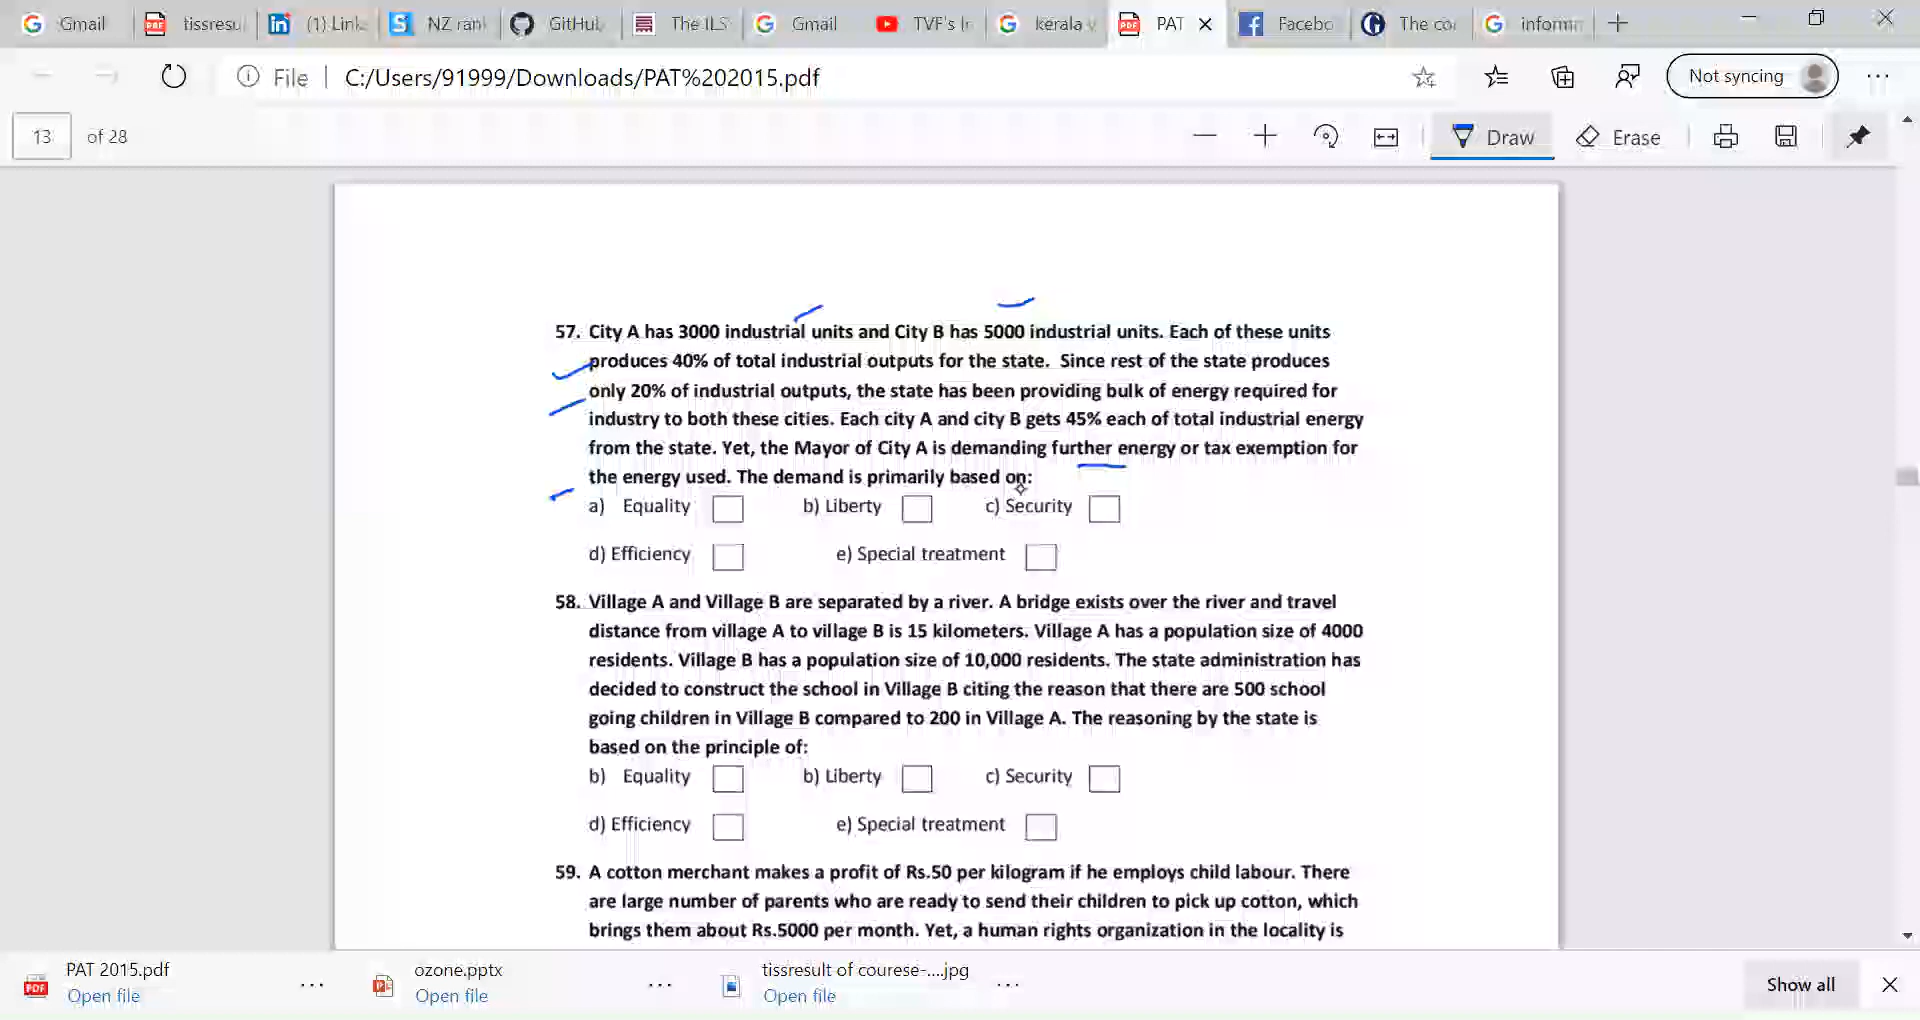 Gmail
tissresu
(1) Link
NZ rank
GitHub
The ILS
Gmail
TVF's Ir
kerala v
PAT
Facebo
The co
inform
File
C:/Users/91999/Downloads/PAT%202015.pdf
Not syncing
13 of 28
Draw
Erase
57. City A has 3000 industrial units and City B has 5000 industrial units. Each of these units
produces 40% of total industrial outputs for the state. Since rest of the state produces
only 20% of industrial outputs, the state has been providing bulk of energy required for
industry to both these cities. Each city A and city B gets 45% each of total industrial energy
from the state. Yet, the Mayor of City A is demanding further energy or tax exemption for
the energy used. The demand is primarily based on:
a) Equality b) Liberty c) Security
d) Efficiency e) Special treatment
58. Village A and Village B are separated by a river. A bridge exists over the river and travel
distance from village A to village B is 15 kilometers. Village A has a population size of 4000
residents. Village B has a population size of 10,000 residents. The state administration has
decided to construct the school in Village B citing the reason that there are 500 school
going children in Village B compared to 200 in Village A. The reasoning by the state is
based on the principle of:
b) Equality b) Liberty c) Security
d) Efficiency e) Special treatment
59. A cotton merchant makes a profit of Rs.50 per kilogram if he employs child labour. There
are large number of parents who are ready to send their children to pick up cotton, which
brings them about Rs.5000 per month. Yet, a human rights organization in the locality is
PAT 2015.pdf
Open file
ozone.pptx
Open file
tissresult of courese-....jpg
Open file
Show all